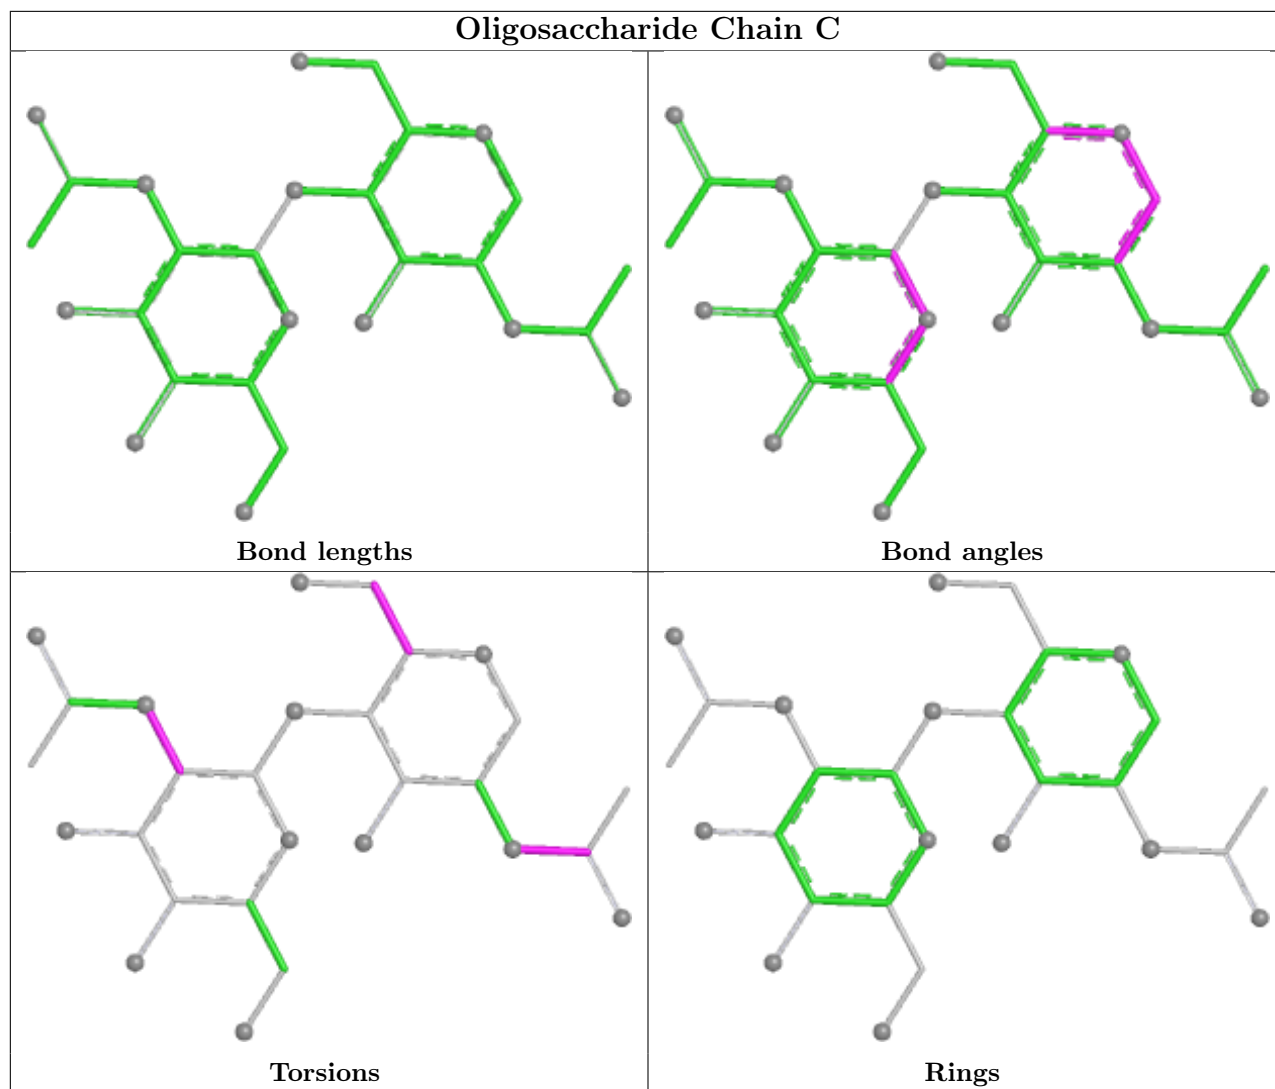 Oligosaccharide Chain C
Bond lengths
Bond angles
Torsions
Rings